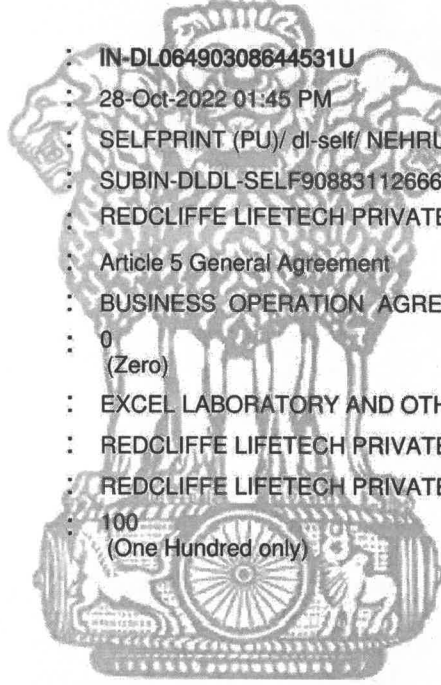 : IN-DL06490308644531U
: 28-Oct-2022 01:45 PM
: SELFPRINT (PU)/ dl-self/ NEHRU
: SUBIN-DLDL-SELF90883112666
: REDCLIFFE LIFETECH PRIVATE
: Article 5 General Agreement
: BUSINESS OPERATION AGRE
: 0
(Zero)
: EXCEL LABORATORY AND OTH
: REDCLIFFE LIFETECH PRIVATE
: REDCLIFFE LIFETECH PRIVATE
: 100
(One Hundred only)